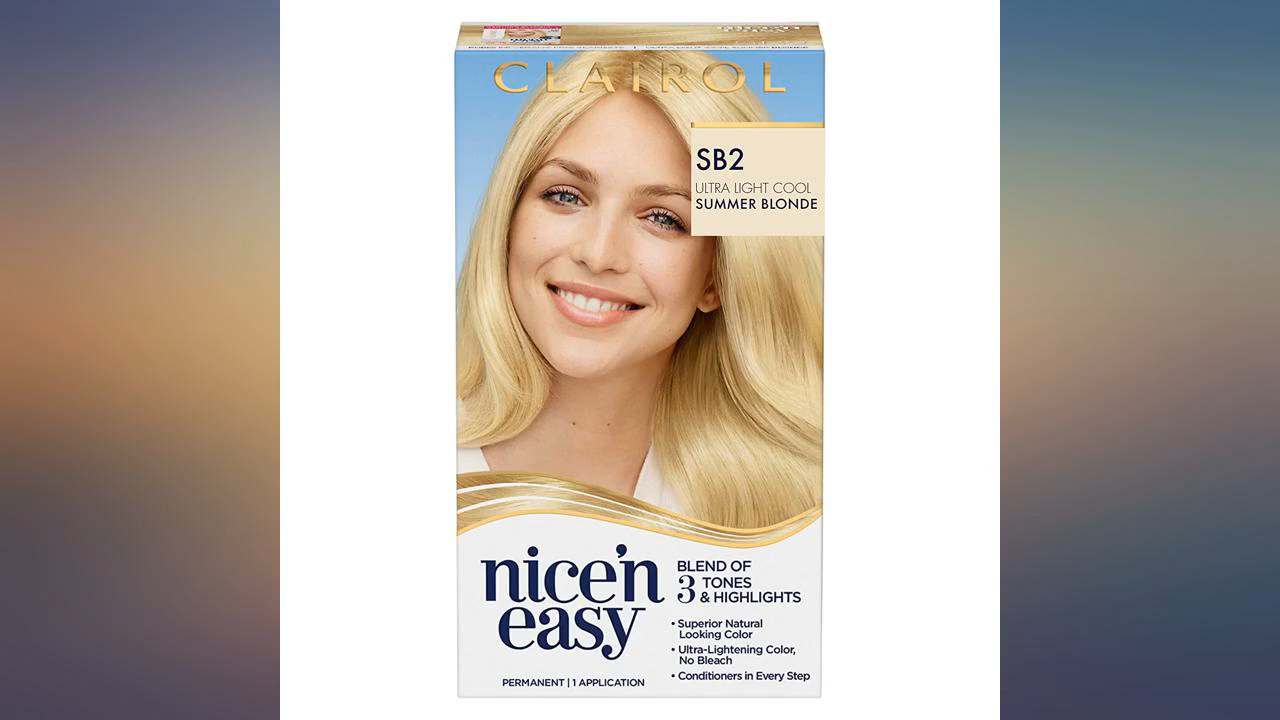 CLAIROL
SB2
ULTRA LIGHT COOL
SUMMER BLONDE
nice'n
easy
BLEND OF
3 TONES
& HIGHLIGHTS
• Superior Natural
Looking Color
• Ultra-Lightening Color,
No Bleach
• Conditioners in Every Step
PERMANENT | 1 APPLICATION